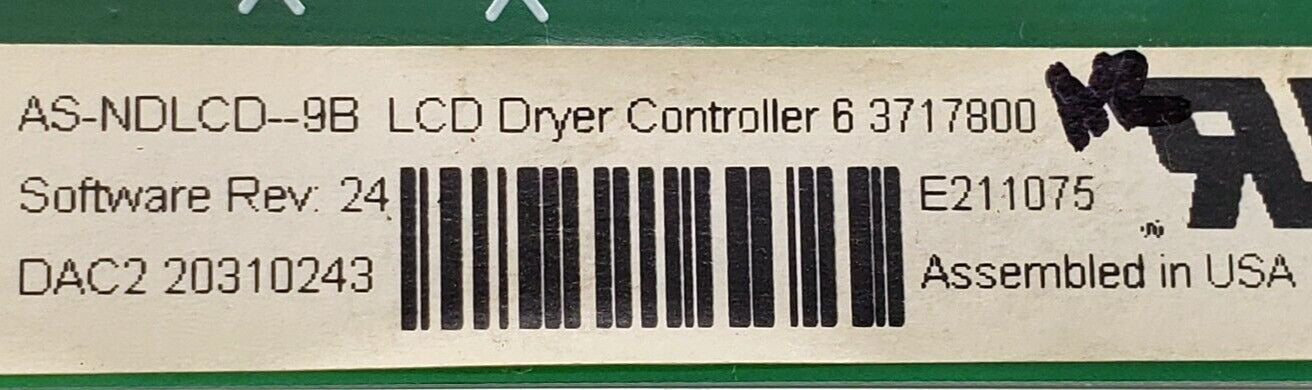 AS-NDLCD--9B LCD Dryer Controller 6 3717800
Software Rev: 24
E211075
DAC2 20310243
Assembled in USA